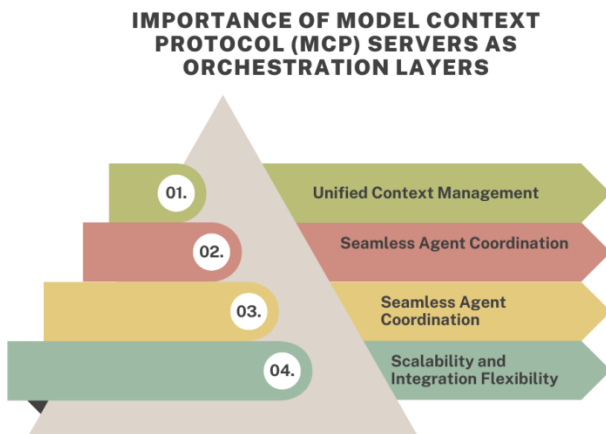 IMPORTANCE OF MODEL CONTEXT
PROTOCOL (MCP) SERVERS AS
ORCHESTRATION LAYERS
01.
Unified Context Management
02.
Seamless Agent Coordination
03.
Seamless Agent
Coordination
04.
Scalability and
Integration Flexibility